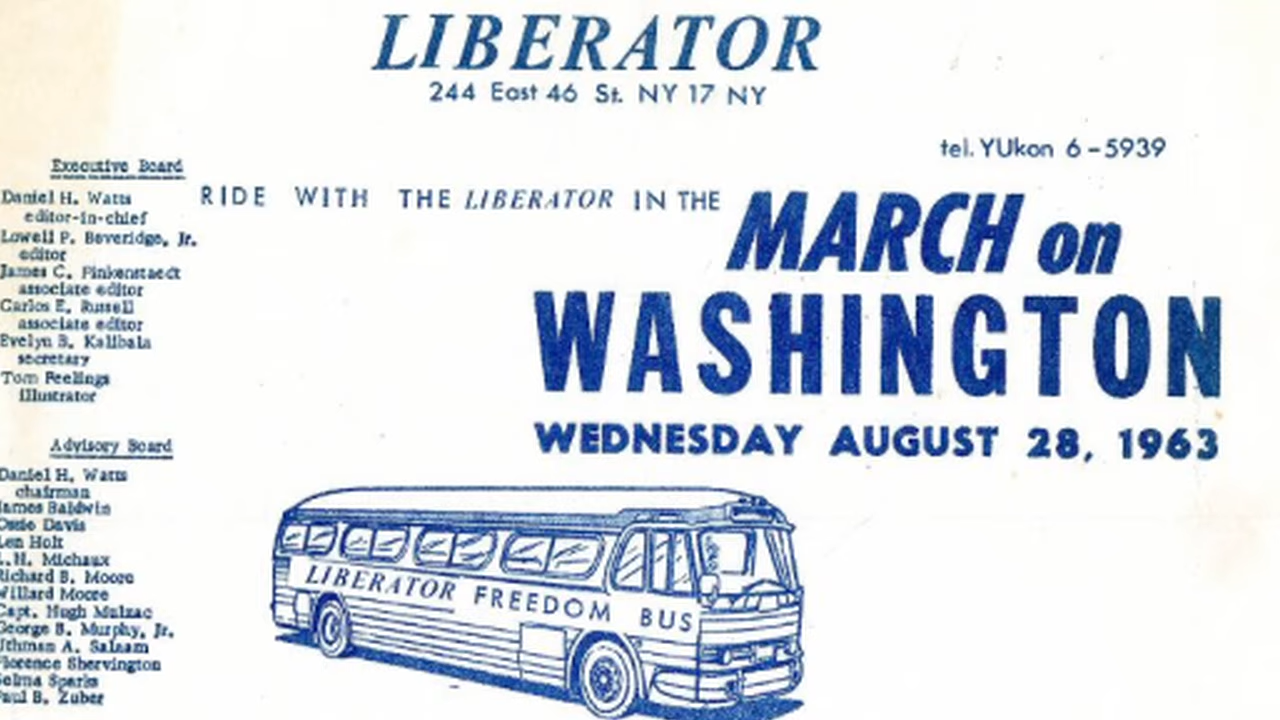 LIBERATOR
244 East 46 St. NY 17 NY
tel. YUkon 6-5939
RIDE WITH THE LIBERATOR IN THE
MARCH on
WASHINGTON
WEDNESDAY AUGUST 28, 1963
Executive Board
Daniel H. Watts
editor-in-chief
Lowell P. Beveridge, Jr.
editor
James C. Finkenstaedt
associate editor
Carlos E. Russell
associate editor
Evelyn B. Kalibala
secretary
Tom Feelings
illustrator
Advisory Board
Daniel H. Watts
chairman
James Baldwin
Ossie Davis
Len Holt
L.H. Michaux
Richard B. Moore
Willard Moore
Capt. Hugh Mulzac
George B. Murphy, Jr.
Uthman A. Salaam
Florence Shervington
Selma Sparks
Paul B. Zuber
LIBERATOR FREEDOM BUS